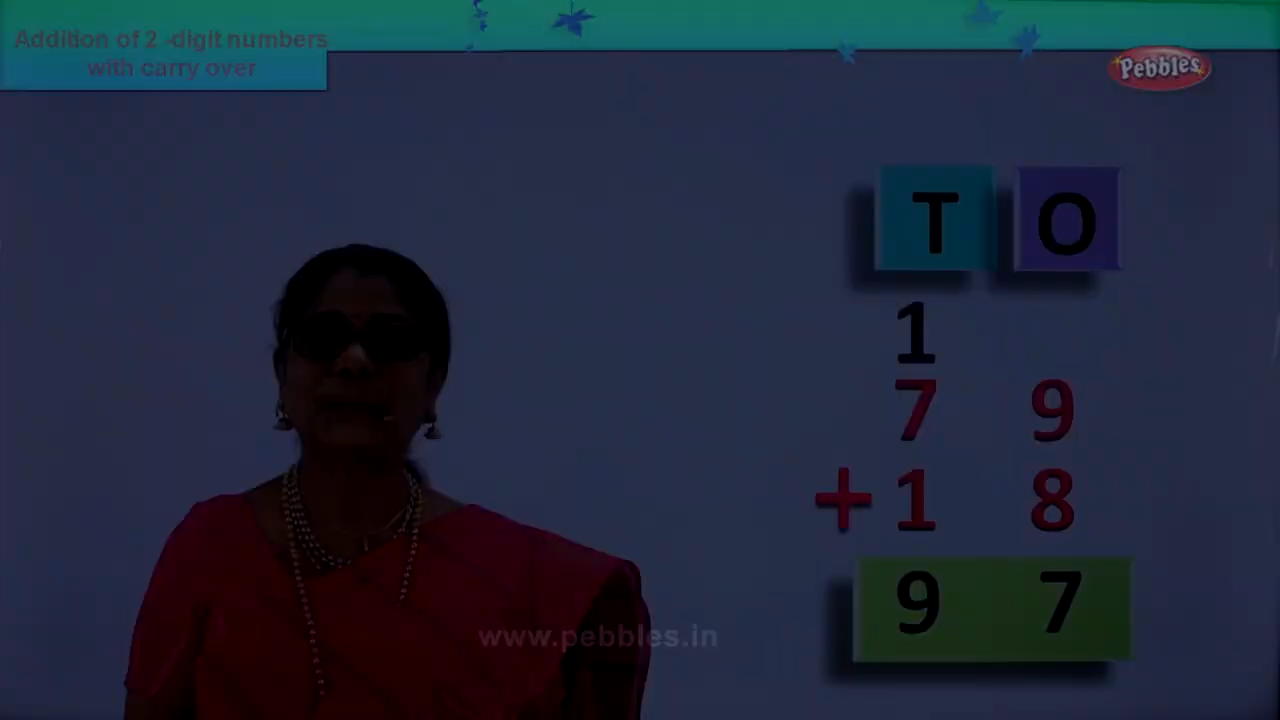 Addition of 2 -digit numbers
with carry over
Pebbles
T O
1
7 9
+ 1 8
9 7
www.pebbles.in